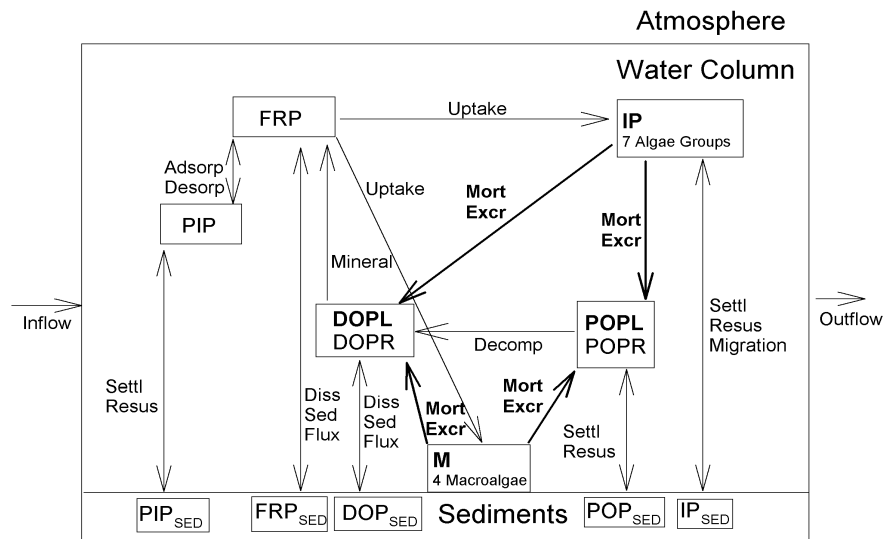 Atmosphere
Water Column
FRP
Uptake
IP
7 Algae Groups
Adsorp
Desorp
Uptake
Mort
Excr
Mort
Excr
PIP
Mineral
Inflow
DOPL
DOPR
Decomp
POPL
POPR
Settl
Resus
Migration
Outflow
Settl
Resus
Diss
Sed
Flux
Diss
Sed
Flux
Mort
Excr
Mort
Excr
Settl
Resus
M
4 Macroalgae
PIPSED
FRPSED
DOPSED
Sediments
POPSED
IPSED